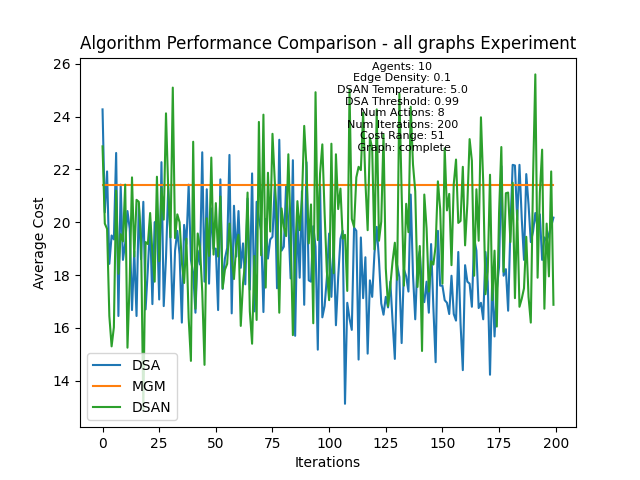 Algorithm Performance Comparison - all graphs Experiment
Agents: 10
Edge Density: 0.1
DSAN Temperature: 5.0
DSA Threshold: 0.99
Num Actions: 8
Num Iterations: 200
Cost Range: 51
Graph: complete
26
24
22
20
18
16
14
Average Cost
DSA
MGM
DSAN
0 25 50 75 100 125 150 175 200
Iterations